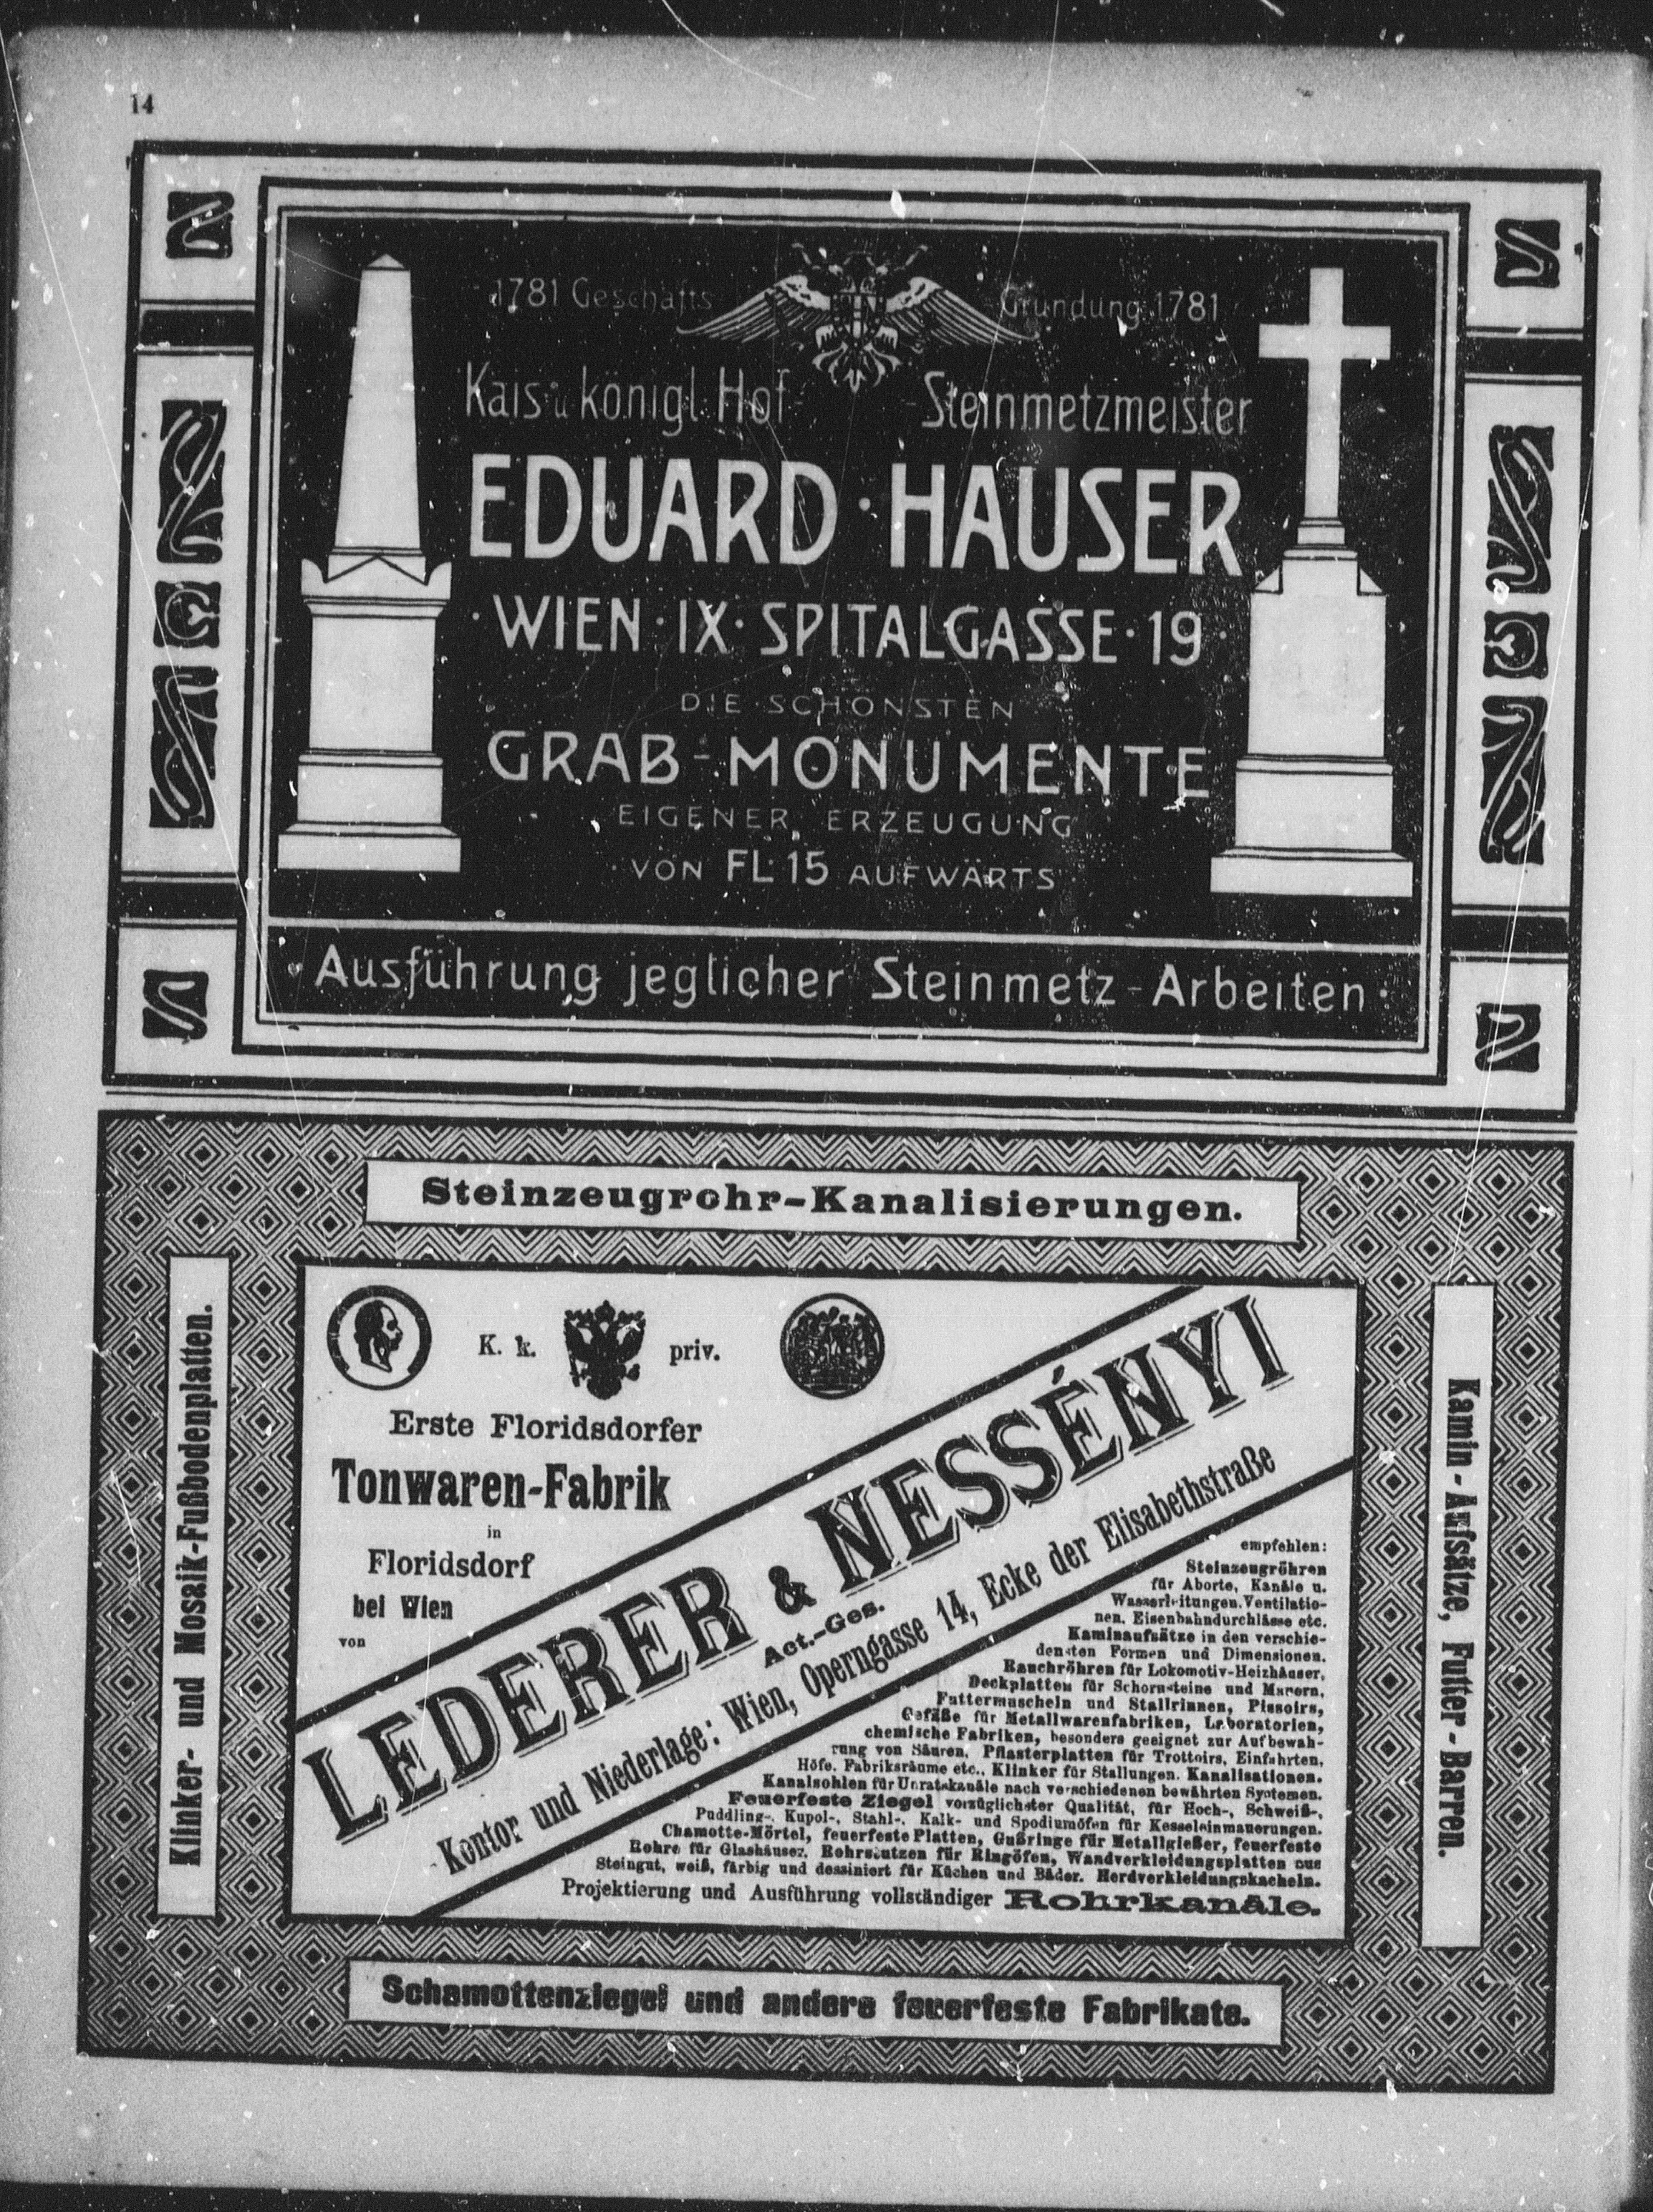 14
1781 Geschäfts Gründung 1781
Kais. u. königl. Hof- -Steinmetzmeister
EDUARD · HAUSER
· WIEN · IX · SPITALGASSE · 19 ·
DIE SCHÖNSTEN
GRAB-MONUMENTE
EIGENER ERZEUGUNG
· VON FL. 15 AUFWÄRTS ·
· Ausführung jeglicher Steinmetz-Arbeiten ·
Steinzeugrohr-Kanalisierungen.
Klinker- und Mosaik-Fußbodenplatten.
K. k. priv.
Erste Floridsdorfer
Tonwaren-Fabrik
in
Floridsdorf
bei Wien
von
LEDERER & NESSÉNYI
Act.-Ges.
Kontor und Niederlage: Wien, Operngasse 14, Ecke der Elisabethstraße
empfehlen:
Steinzeugröhren
für Aborte, Kanäle u.
Wasserleitungen. Ventilatio-
nen, Eisenbahndurchlässe etc.
Kaminaufsätze in den verschie-
densten Formen und Dimensionen.
Rauchröhren für Lokomotiv-Heizhäuser,
Deckplatten für Schornsteine und Mauern,
Futtermuscheln und Stallrinnen, Pissoirs,
Gefäße für Metallwarenfabriken, Laboratorien,
chemische Fabriken, besonders geeignet zur Aufbewah-
rung von Säuren, Pflasterplatten für Trottoirs, Einfahrten,
Höfe, Fabriksräume etc., Klinker für Stallungen. Kanalisationen.
Kanalsohlen für Unratskanäle nach verschiedenen bewährten Systemen.
Feuerfeste Ziegel vorzüglichster Qualität, für Hoch-, Schweiß-,
Puddling-, Kupol-, Stahl-, Kalk- und Spodiumöfen für Kesseleinmauerungen.
Chamotte-Mörtel, feuerfeste Platten, Gußringe für Metallgießer, feuerfeste
Rohre für Glashäuser, Rohrstutzen für Ringöfen, Wandverkleidungsplatten aus
Steingut, weiß, färbig und dessiniert für Küchen und Bäder. Herdverkleidungskacheln.
Projektierung und Ausführung vollständiger Rohrkanäle.
Kamin-Aufsätze, Futter-Barren.
Schamottenziegel und andere feuerfeste Fabrikate.